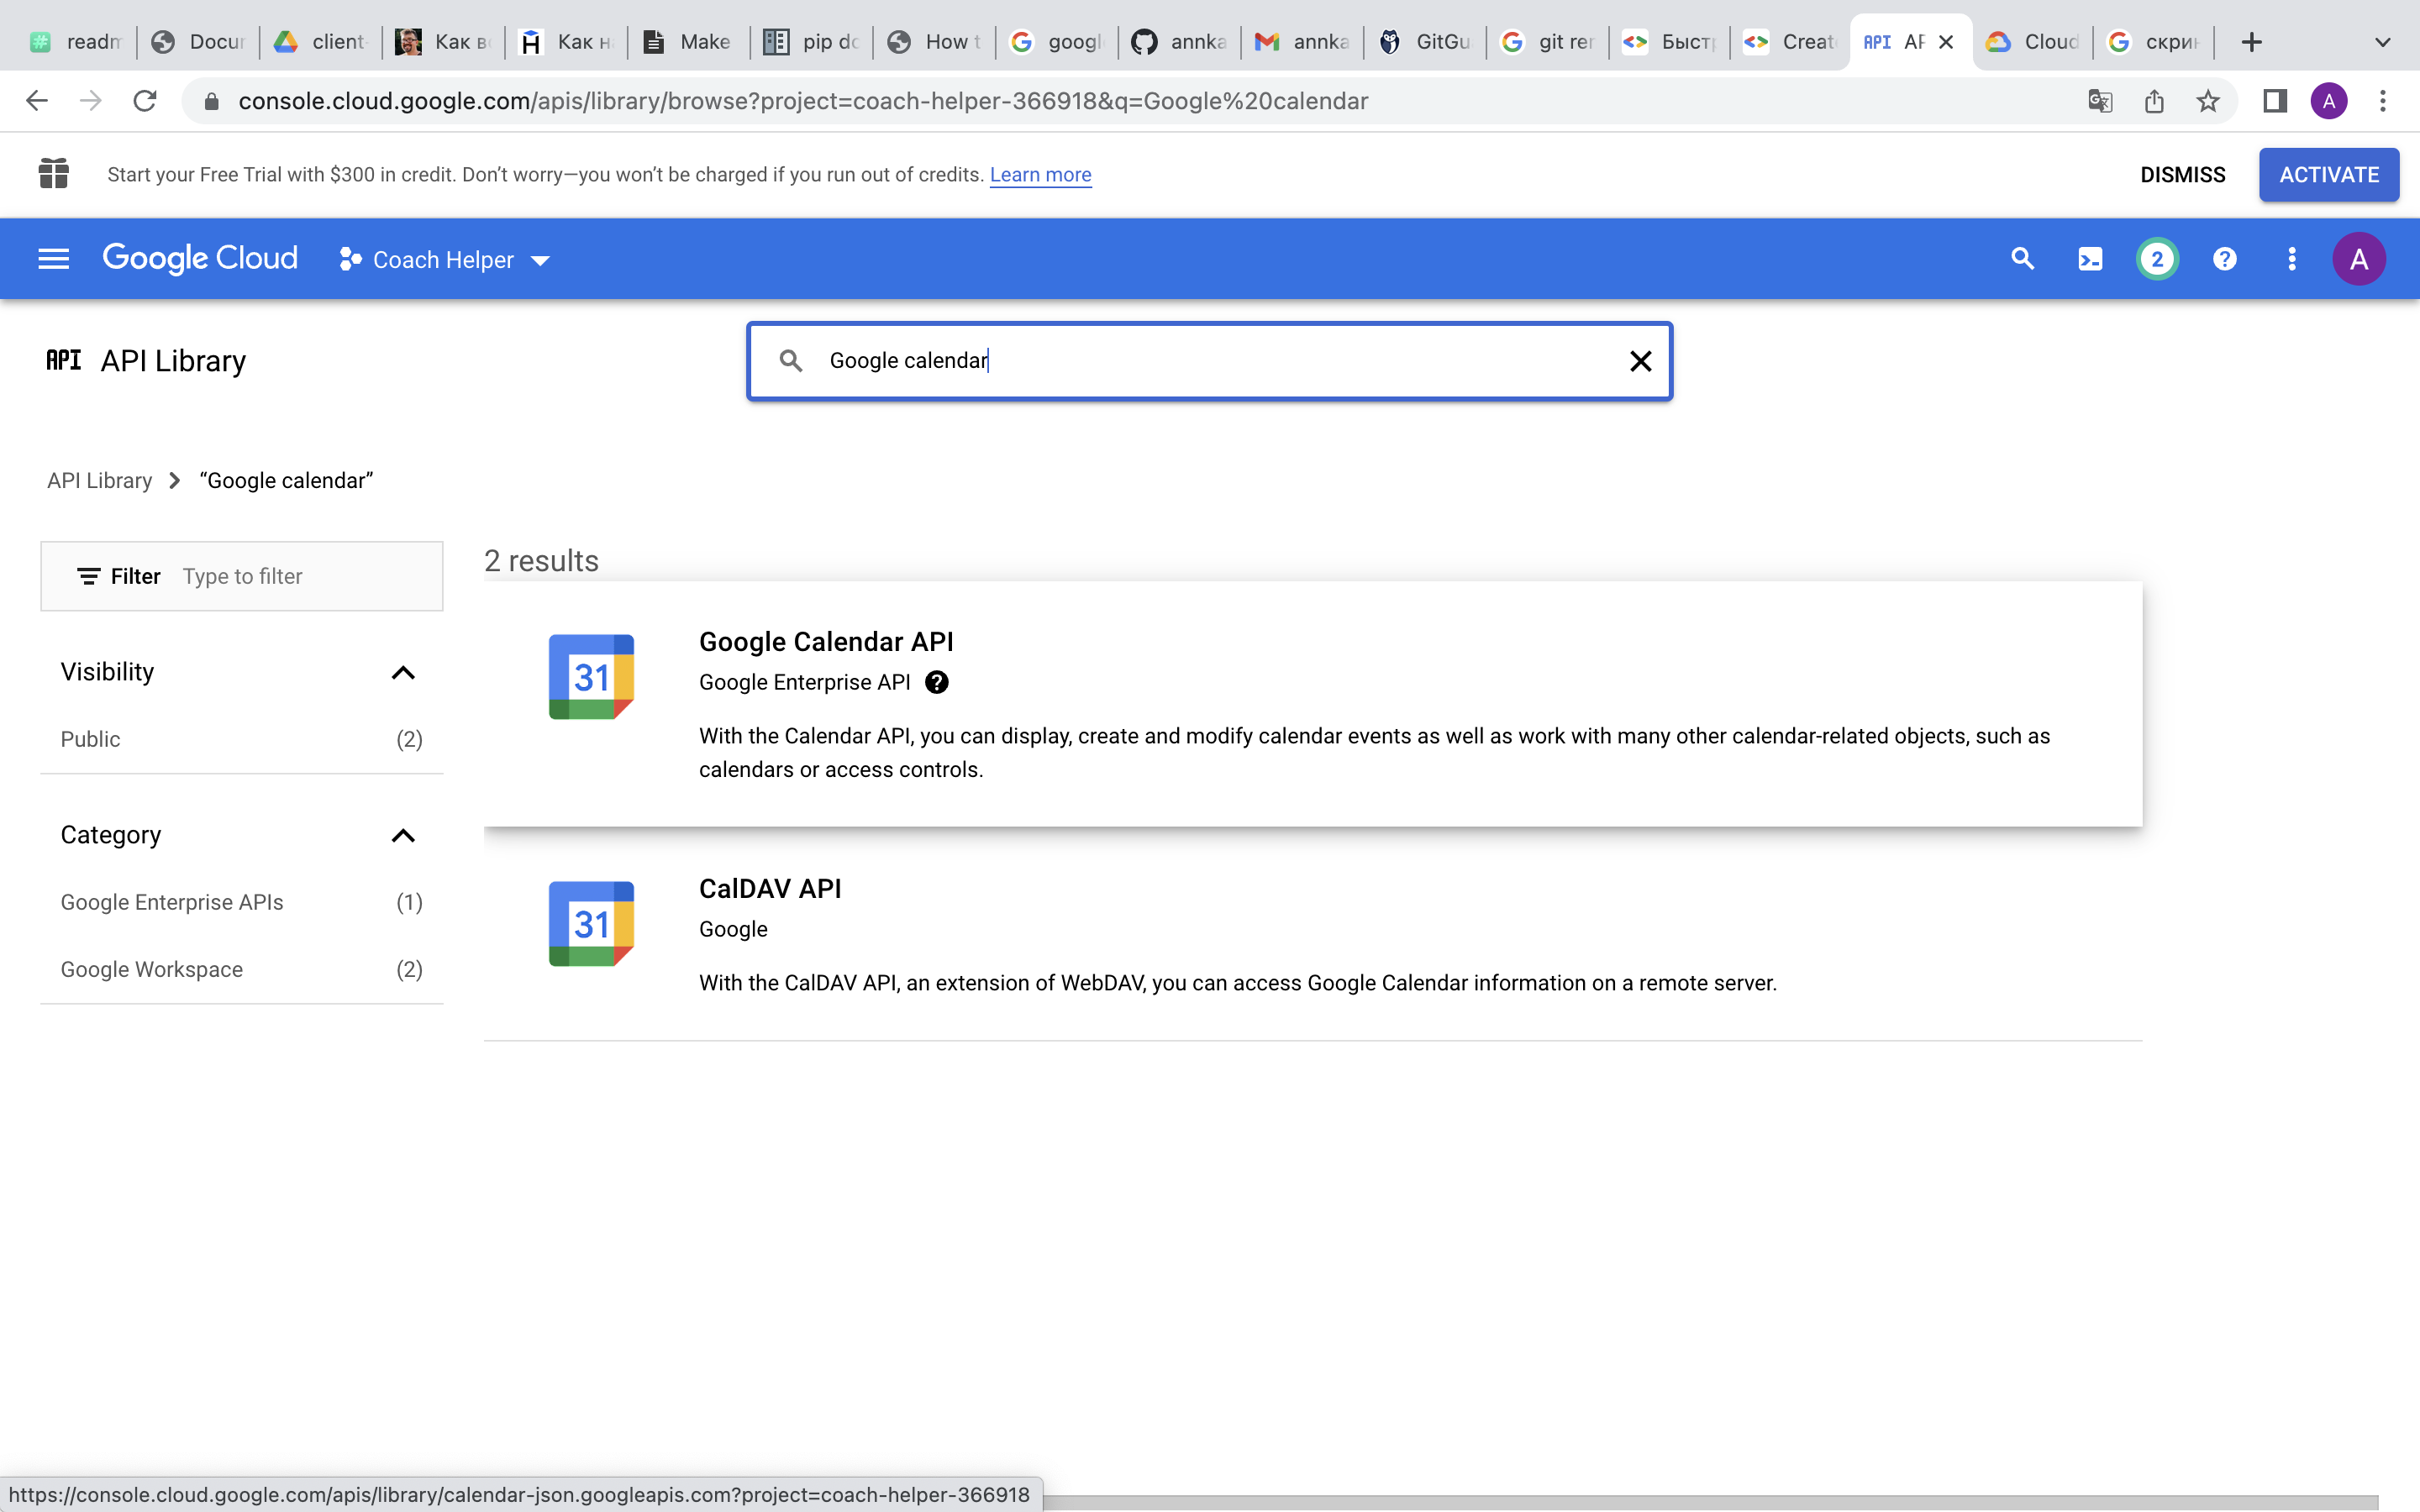 readm
Docur
client-
Как в
Как н
Make
pip do
How t
googl
annka
annka
GitGu
git rer
Быстр
Creat
API
AP
Cloud
скрин
console.cloud.google.com/apis/library/browse?project=coach-helper-366918&q=Google%20calendar
A
Start your Free Trial with $300 in credit. Don’t worry—you won’t be charged if you run out of credits. Learn more
DISMISS
ACTIVATE
Google Cloud
Coach Helper
2
A
API API Library
Google calendar
API Library
“Google calendar”
Filter Type to filter
2 results
Visibility
Public (2)
Category
Google Enterprise APIs (1)
Google Workspace (2)
31
Google Calendar API
Google Enterprise API
With the Calendar API, you can display, create and modify calendar events as well as work with many other calendar-related objects, such as
calendars or access controls.
31
CalDAV API
Google
With the CalDAV API, an extension of WebDAV, you can access Google Calendar information on a remote server.
https://console.cloud.google.com/apis/library/calendar-json.googleapis.com?project=coach-helper-366918